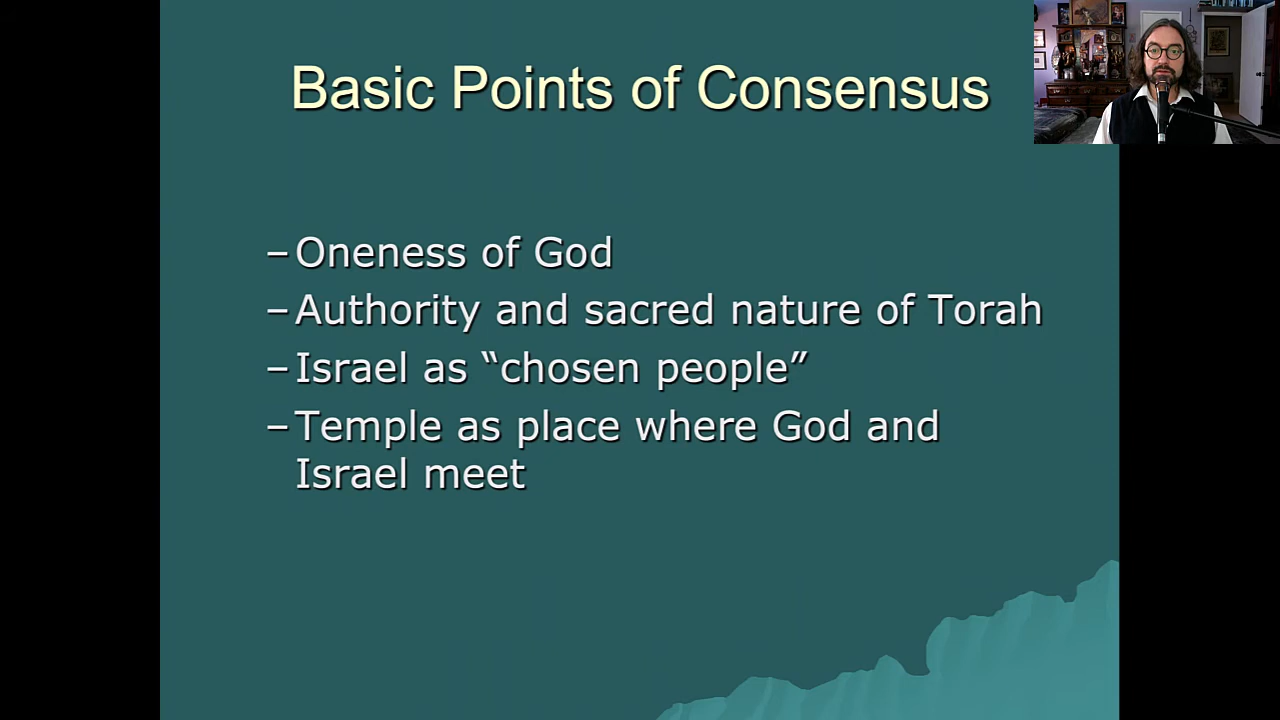 Basic Points of Consensus
–Oneness of God
–Authority and sacred nature of Torah
–Israel as “chosen people”
–Temple as place where God and
Israel meet